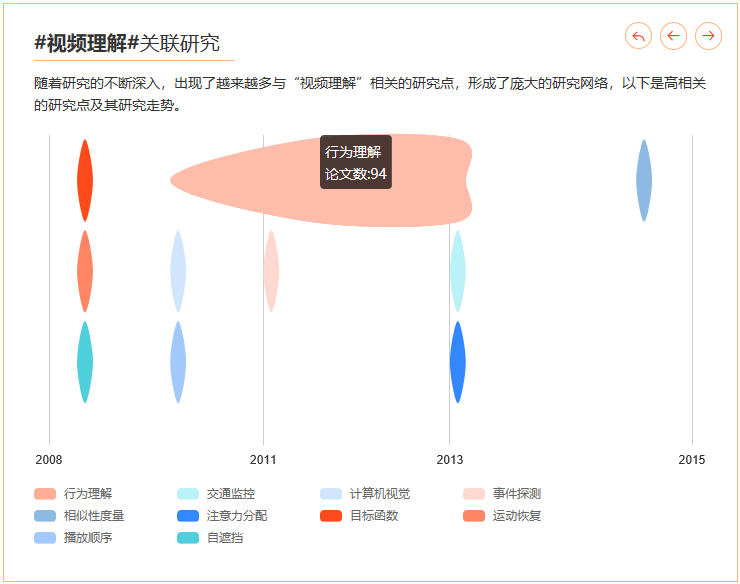 #视频理解#关联研究
随着研究的不断深入，出现了越来越多与“视频理解”相关的研究点，形成了庞大的研究网络，以下是高相关
的研究点及其研究走势。
行为理解
论文数:94
2008 2011 2013 2015
行为理解 交通监控 计算机视觉 事件探测
相似性度量 注意力分配 目标函数 运动恢复
播放顺序 自遮挡